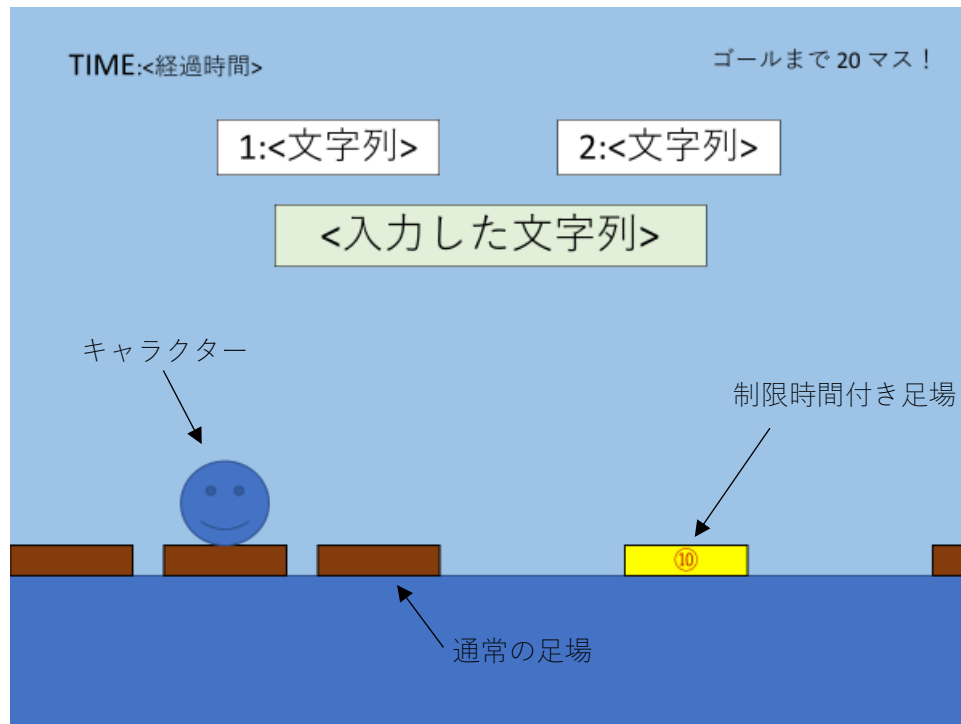 TIME:<経過時間>
ゴールまで 20 マス！
1:<文字列>
2:<文字列>
<入力した文字列>
キャラクター
制限時間付き足場
⑩
通常の足場